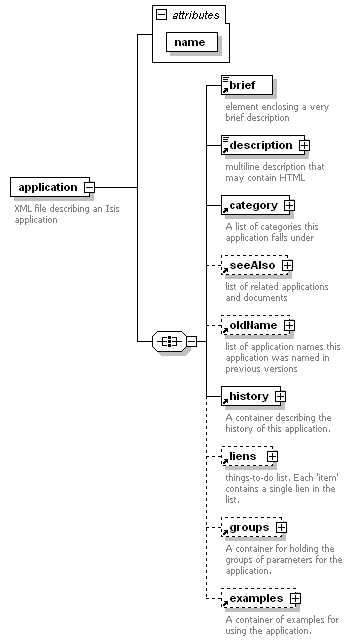 attributes
name
brief
element enclosing a very
brief description
description
multiline description that
may contain HTML
application
XML file describing an Isis
application
category
A list of categories this
application falls under
seeAlso
list of related applications
and documents
oldName
list of application names this
application was named in
previous versions
history
A container describing the
history of this application.
liens
things-to-do list. Each 'item'
contains a single lien in the
list.
groups
A container for holding the
groups of parameters for the
application.
examples
A container of examples for
using the application.